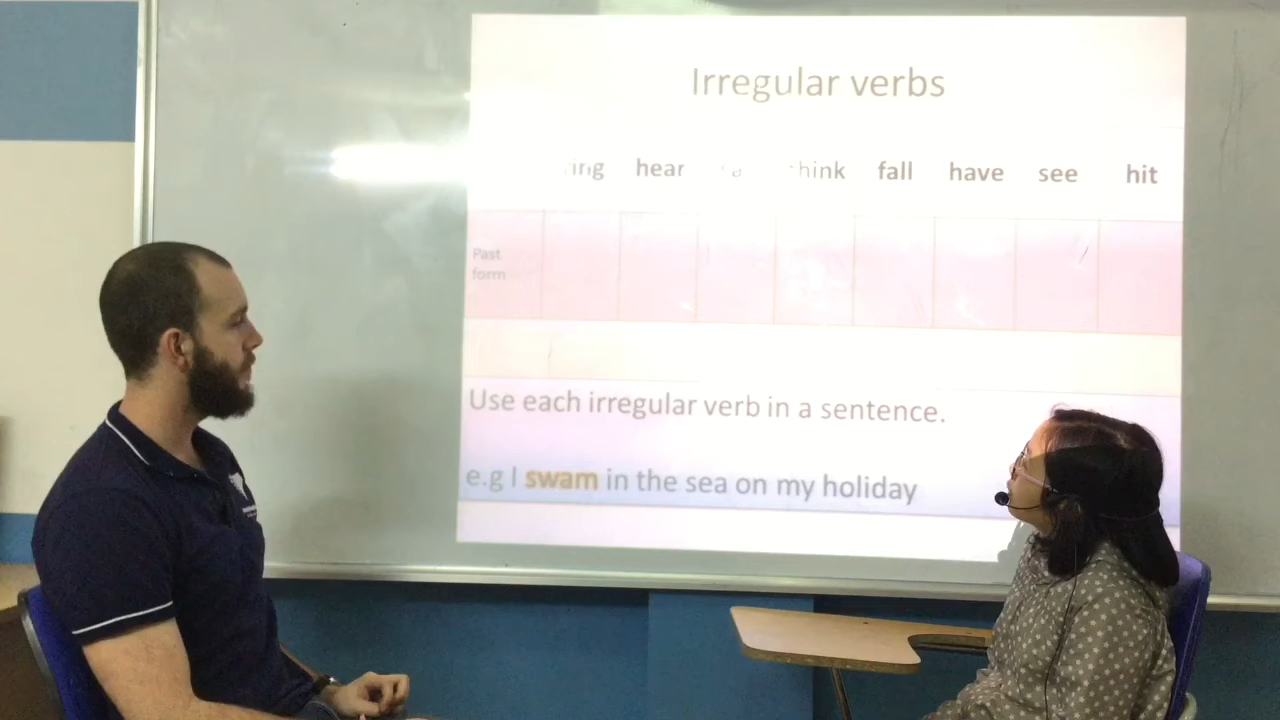 Irregular verbs
hear fall have see hit
Past
form
Use each irregular verb in a sentence.
e.g I swam in the sea on my holiday